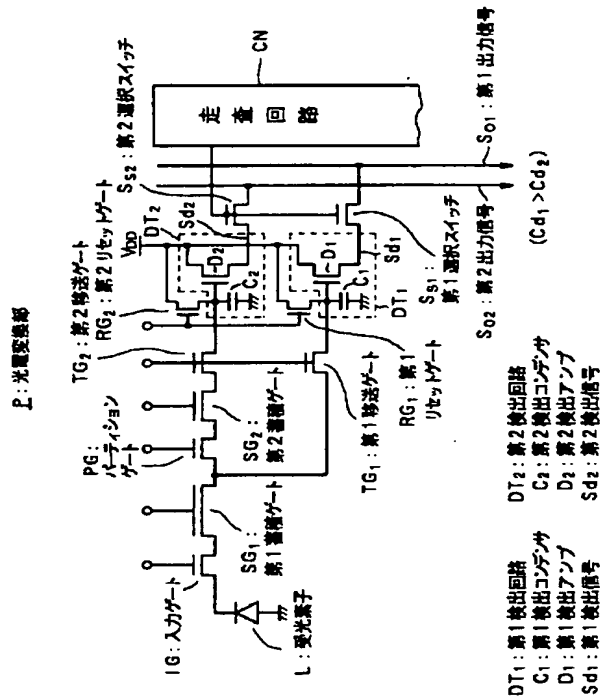 P：光電変換部
CN
走査回路
S_S2：第2選択スイッチ
Sd₂
DT₂
V_DD
RG₂：第2リセットゲート
TG₂：第2移送ゲート
PG：
パーティション
ゲート
SG₂：
第2蓄積ゲート
SG₁：
第1蓄積ゲート
IG：入力ゲート
L：受光素子
D₂
C₂
D₁
C₁
Sd₁
DT₁
S_S1：
第1選択スイッチ
RG₁：第1
リセットゲート
TG₁：第1移送ゲート
S_O1：第1出力信号
S_O2：第2出力信号
(Cd₁＞Cd₂)
DT₁：第1検出回路
C₁：第1検出コンデンサ
D₁：第1検出アンプ
Sd₁：第1検出信号
DT₂：第2検出回路
C₂：第2検出コンデンサ
D₂：第2検出アンプ
Sd₂：第2検出信号